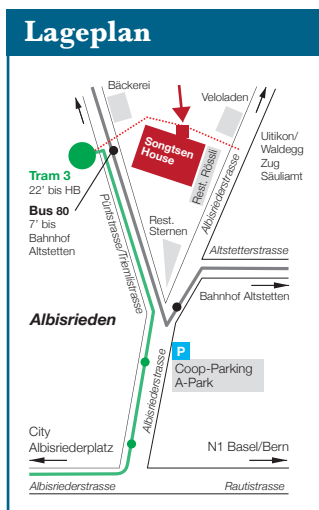 Lageplan
Bäckerei
Veloladen
Songtsen
House
Uitikon/
Waldegg
Zug
Säuliamt
Tram 3
22’ bis HB
Bus 80
7’ bis
Bahnhof
Altstetten
Rest. Rössli
Albisriederstrasse
Püntstrasse/Triemlistrasse
Rest.
Sternen
Altstetterstrasse
Bahnhof Altstetten
Albisrieden
P
Coop-Parking
A-Park
Albisriederstrasse
City
Albisriederplatz
N1 Basel/Bern
Albisriederstrasse
Rautistrasse